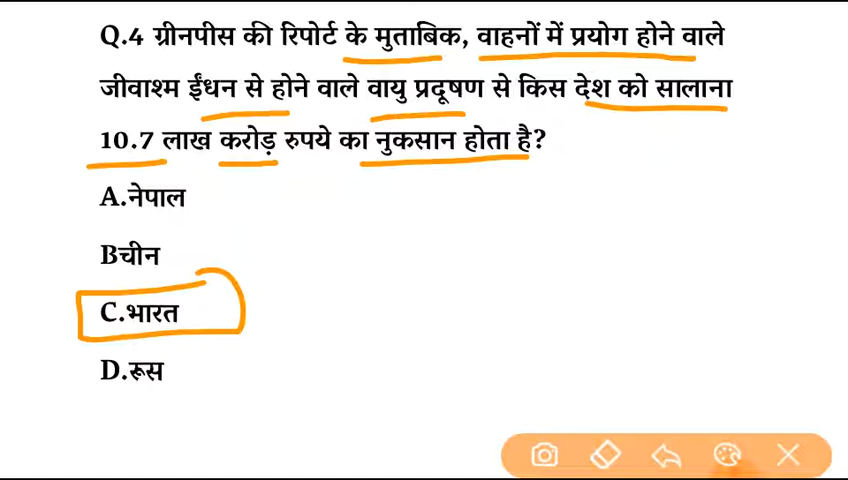 Q.4 ग्रीनपीस की रिपोर्ट के मुताबिक, वाहनों में प्रयोग होने वाले
जीवाश्म ईंधन से होने वाले वायु प्रदूषण से किस देश को सालाना
10.7 लाख करोड़ रुपये का नुकसान होता है?
A.नेपाल
Bचीन
C.भारत
D.रूस